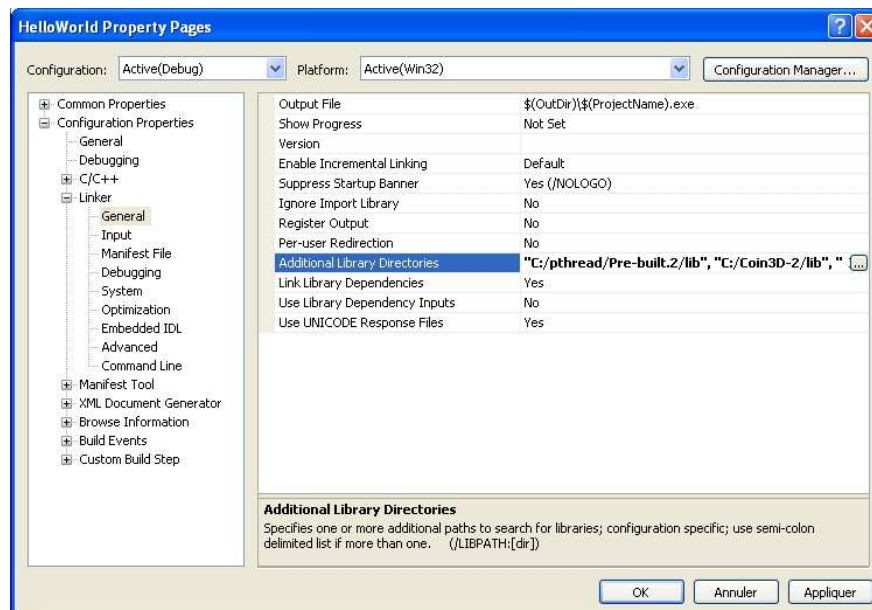 HelloWorld Property Pages
Configuration: Active(Debug) Platform: Active(Win32) Configuration Manager...
Common Properties
Configuration Properties
General
Debugging
C/C++
Linker
General
Input
Manifest File
Debugging
System
Optimization
Embedded IDL
Advanced
Command Line
Manifest Tool
XML Document Generator
Browse Information
Build Events
Custom Build Step
Output File $(OutDir)\$(ProjectName).exe
Show Progress Not Set
Version
Enable Incremental Linking Default
Suppress Startup Banner Yes (/NOLOGO)
Ignore Import Library No
Register Output No
Per-user Redirection No
Additional Library Directories "C:/pthread/Pre-built.2/lib", "C:/Coin3D-2/lib", " ...
Link Library Dependencies Yes
Use Library Dependency Inputs No
Use UNICODE Response Files Yes
Additional Library Directories
Specifies one or more additional paths to search for libraries; configuration specific; use semi-colon
delimited list if more than one. (/LIBPATH:[dir])
OK Annuler Appliquer